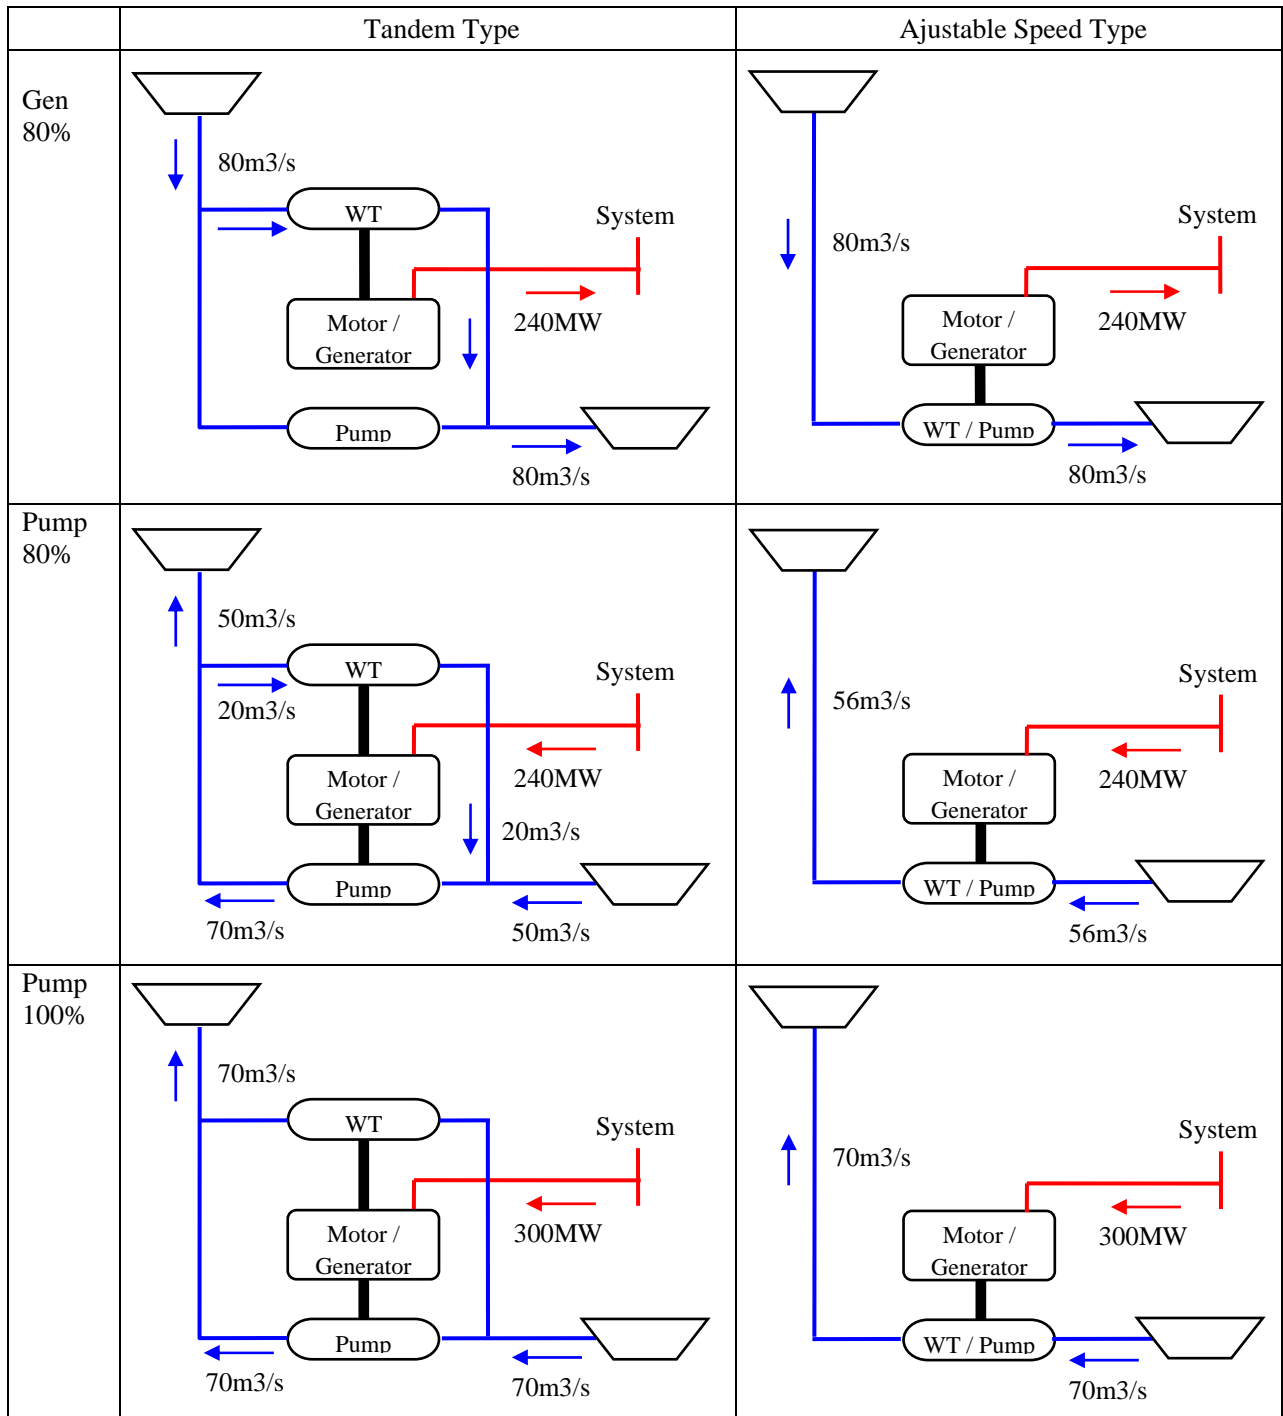 Tandem Type
Ajustable Speed Type
Gen
80%
80m3/s
WT
System
Motor /
Generator
240MW
Pump
80m3/s
80m3/s
System
Motor /
Generator
240MW
WT / Pump
80m3/s
Pump
80%
50m3/s
WT
20m3/s
System
Motor /
Generator
240MW
20m3/s
Pump
70m3/s
50m3/s
56m3/s
System
Motor /
Generator
240MW
WT / Pump
56m3/s
Pump
100%
70m3/s
WT
System
Motor /
Generator
300MW
Pump
70m3/s
70m3/s
70m3/s
System
Motor /
Generator
300MW
WT / Pump
70m3/s